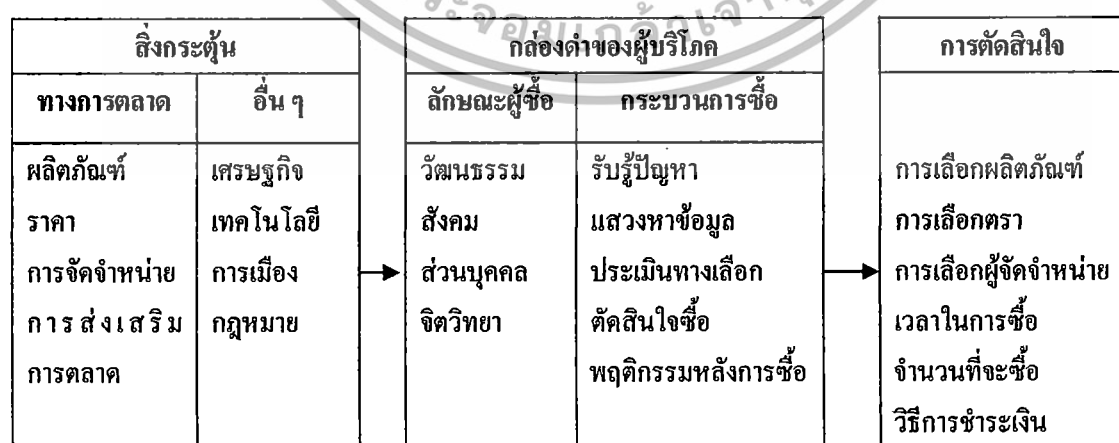 สิ่งกระตุ้น
ทางการตลาด
อื่น ๆ
ผลิตภัณฑ์
ราคา
การจัดจำหน่าย
การส่งเสริม
การตลาด
เศรษฐกิจ
เทคโนโลยี
การเมือง
กฎหมาย
กล่องดำของผู้บริโภค
ลักษณะผู้ซื้อ
กระบวนการซื้อ
วัฒนธรรม
สังคม
ส่วนบุคคล
จิตวิทยา
รับรู้ปัญหา
แสวงหาข้อมูล
ประเมินทางเลือก
ตัดสินใจซื้อ
พฤติกรรมหลังการซื้อ
การตัดสินใจ
การเลือกผลิตภัณฑ์
การเลือกตรา
การเลือกผู้จัดจำหน่าย
เวลาในการซื้อ
จำนวนที่จะซื้อ
วิธีการชำระเงิน